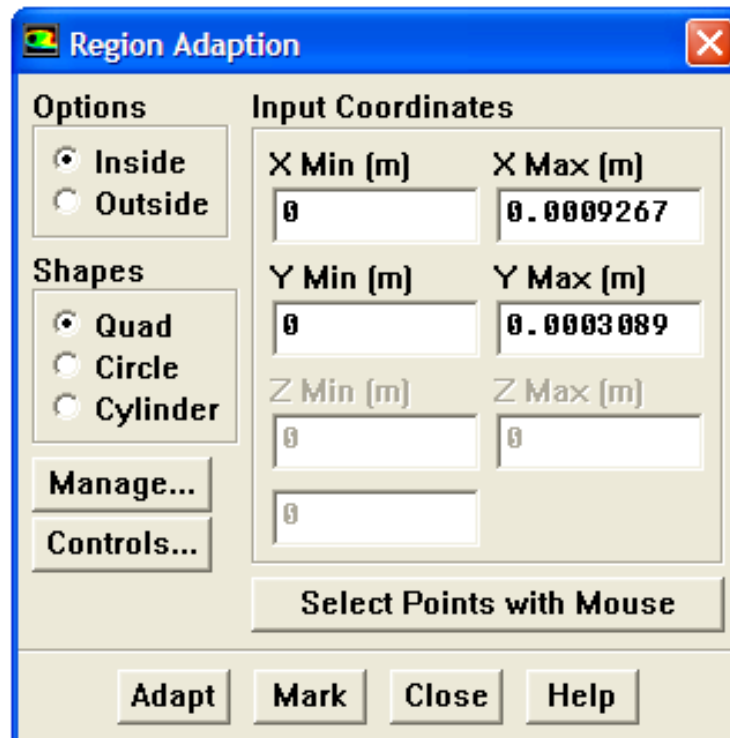 Region Adaption
Options
Inside
Outside
Shapes
Quad
Circle
Cylinder
Manage...
Controls...
Input Coordinates
X Min (m) X Max (m)
0 0.0009267
Y Min (m) Y Max (m)
0 0.0003089
Z Min (m) Z Max (m)
0 0
0
Select Points with Mouse
Adapt Mark Close Help